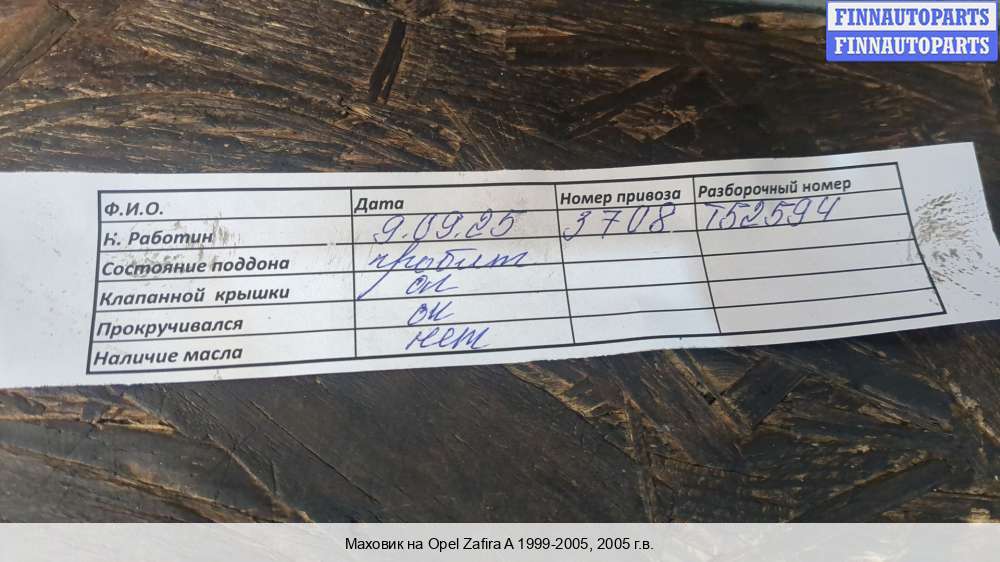 FINNAUTOPARTS
FINNAUTOPARTS
Ф.И.О. Дата Номер привоза Разборочный номер
Н. Работин 9.09.25 3708 T52594
Состояние поддона пробит
Клапанной крышки ок
Прокручивался ок
Наличие масла нет
Маховик на Opel Zafira A 1999-2005, 2005 г.в.